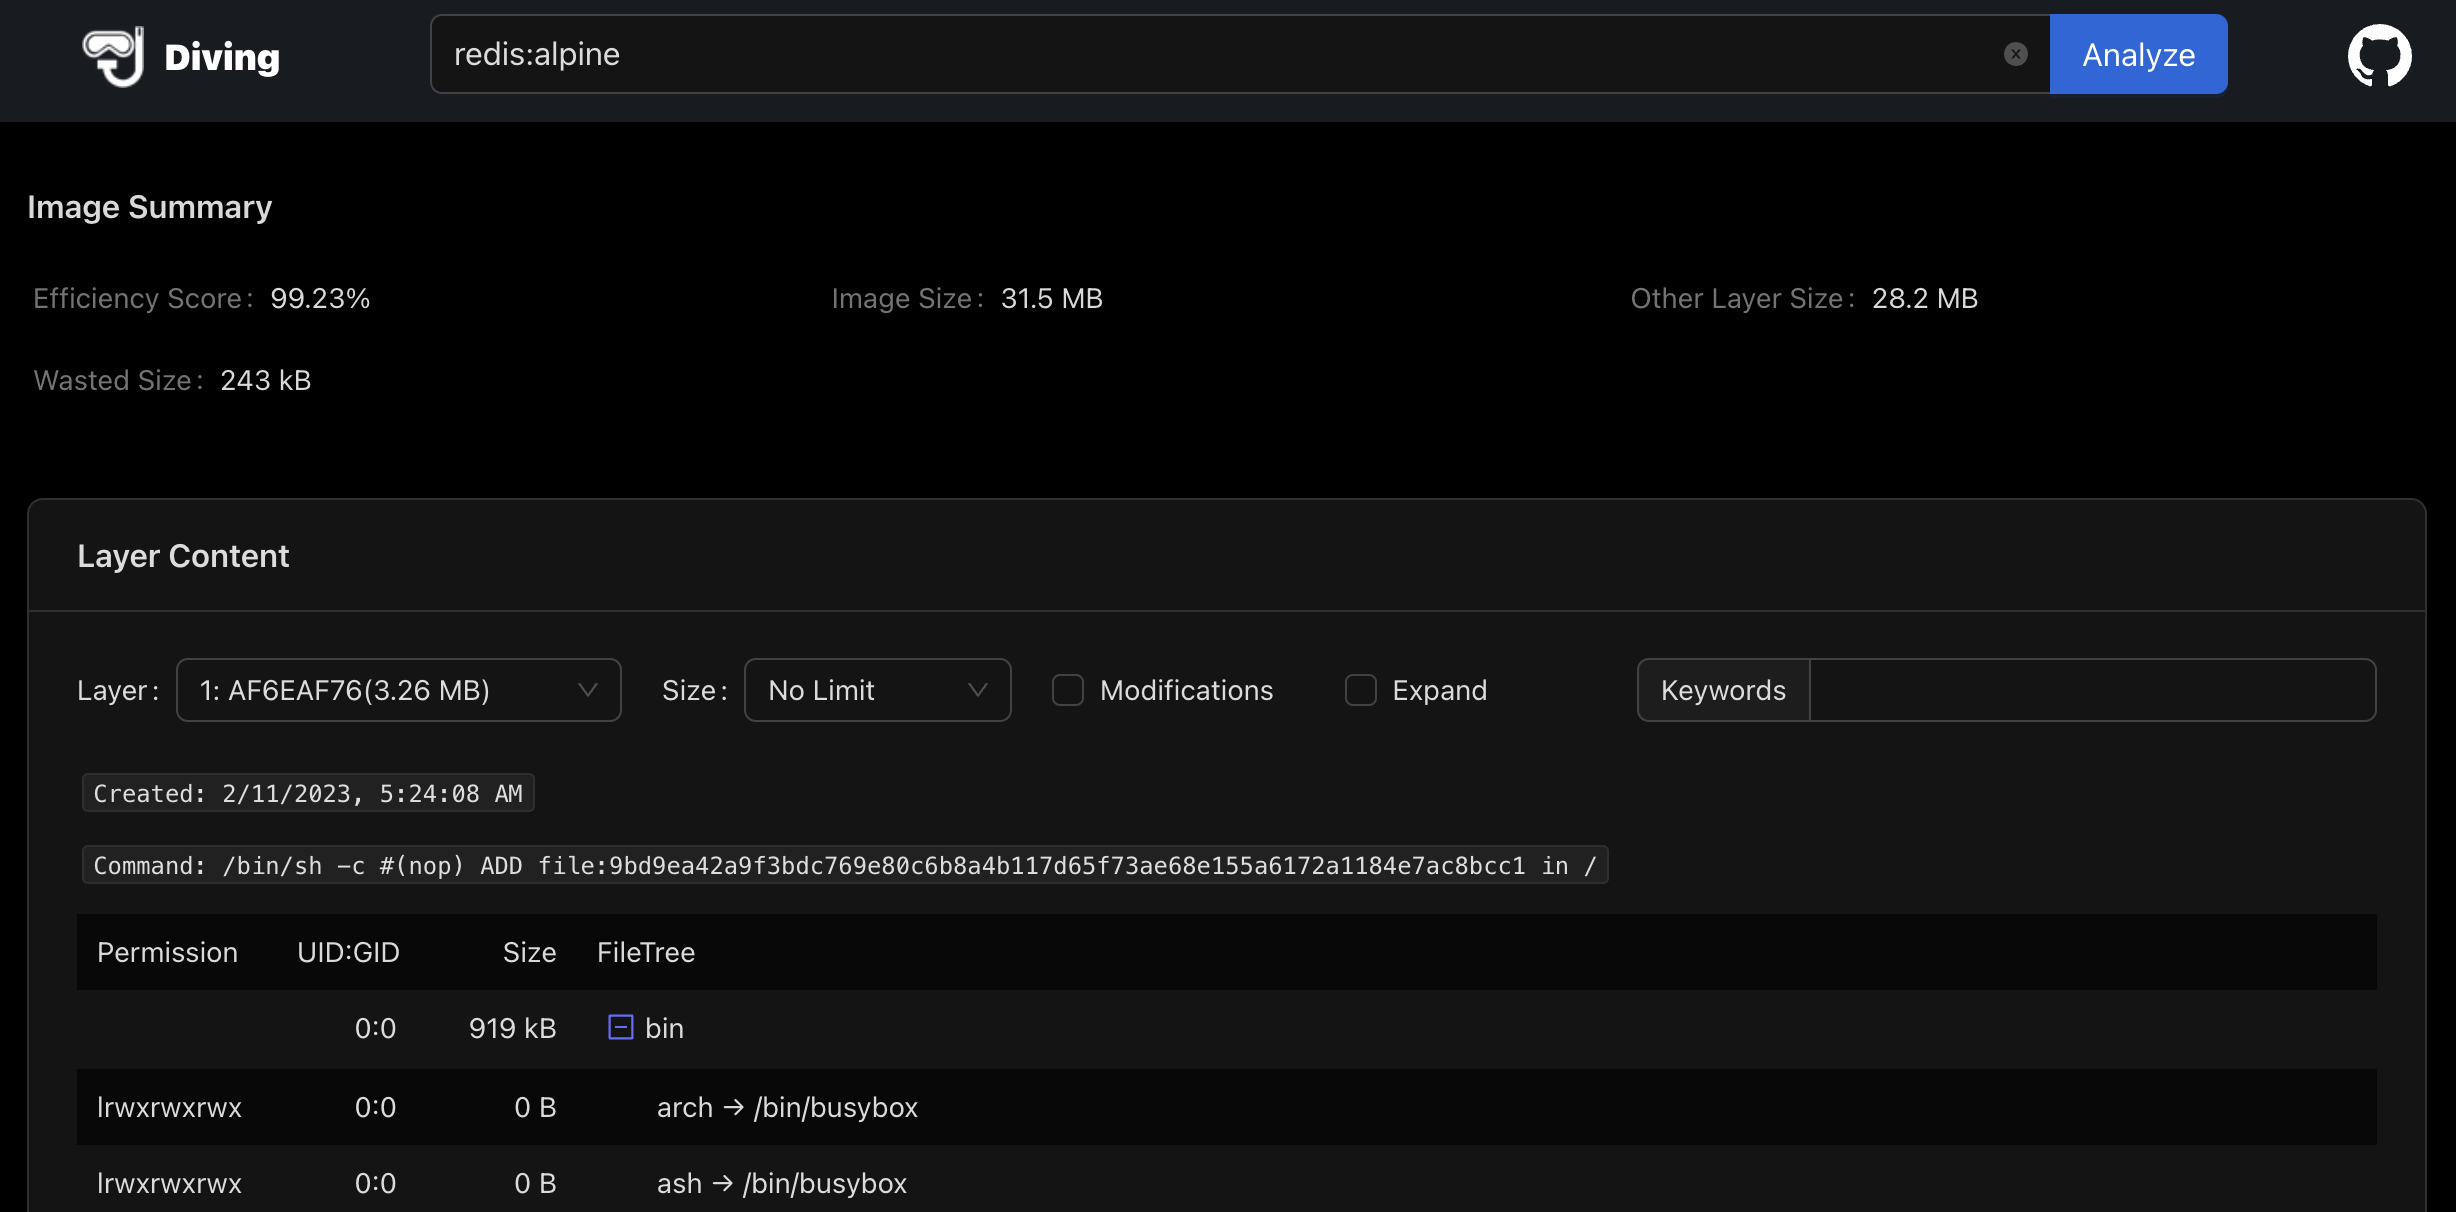 Diving
redis:alpine
Analyze
Image Summary
Efficiency Score: 99.23%
Image Size: 31.5 MB
Other Layer Size: 28.2 MB
Wasted Size: 243 kB
Layer Content
Layer: 1: AF6EAF76(3.26 MB)
Size: No Limit
Modifications
Expand
Keywords
Created: 2/11/2023, 5:24:08 AM
Command: /bin/sh -c #(nop) ADD file:9bd9ea42a9f3bdc769e80c6b8a4b117d65f73ae68e155a6172a1184e7ac8bcc1 in /
Permission UID:GID Size FileTree
0:0 919 kB bin
lrwxrwxrwx 0:0 0 B arch → /bin/busybox
lrwxrwxrwx 0:0 0 B ash → /bin/busybox